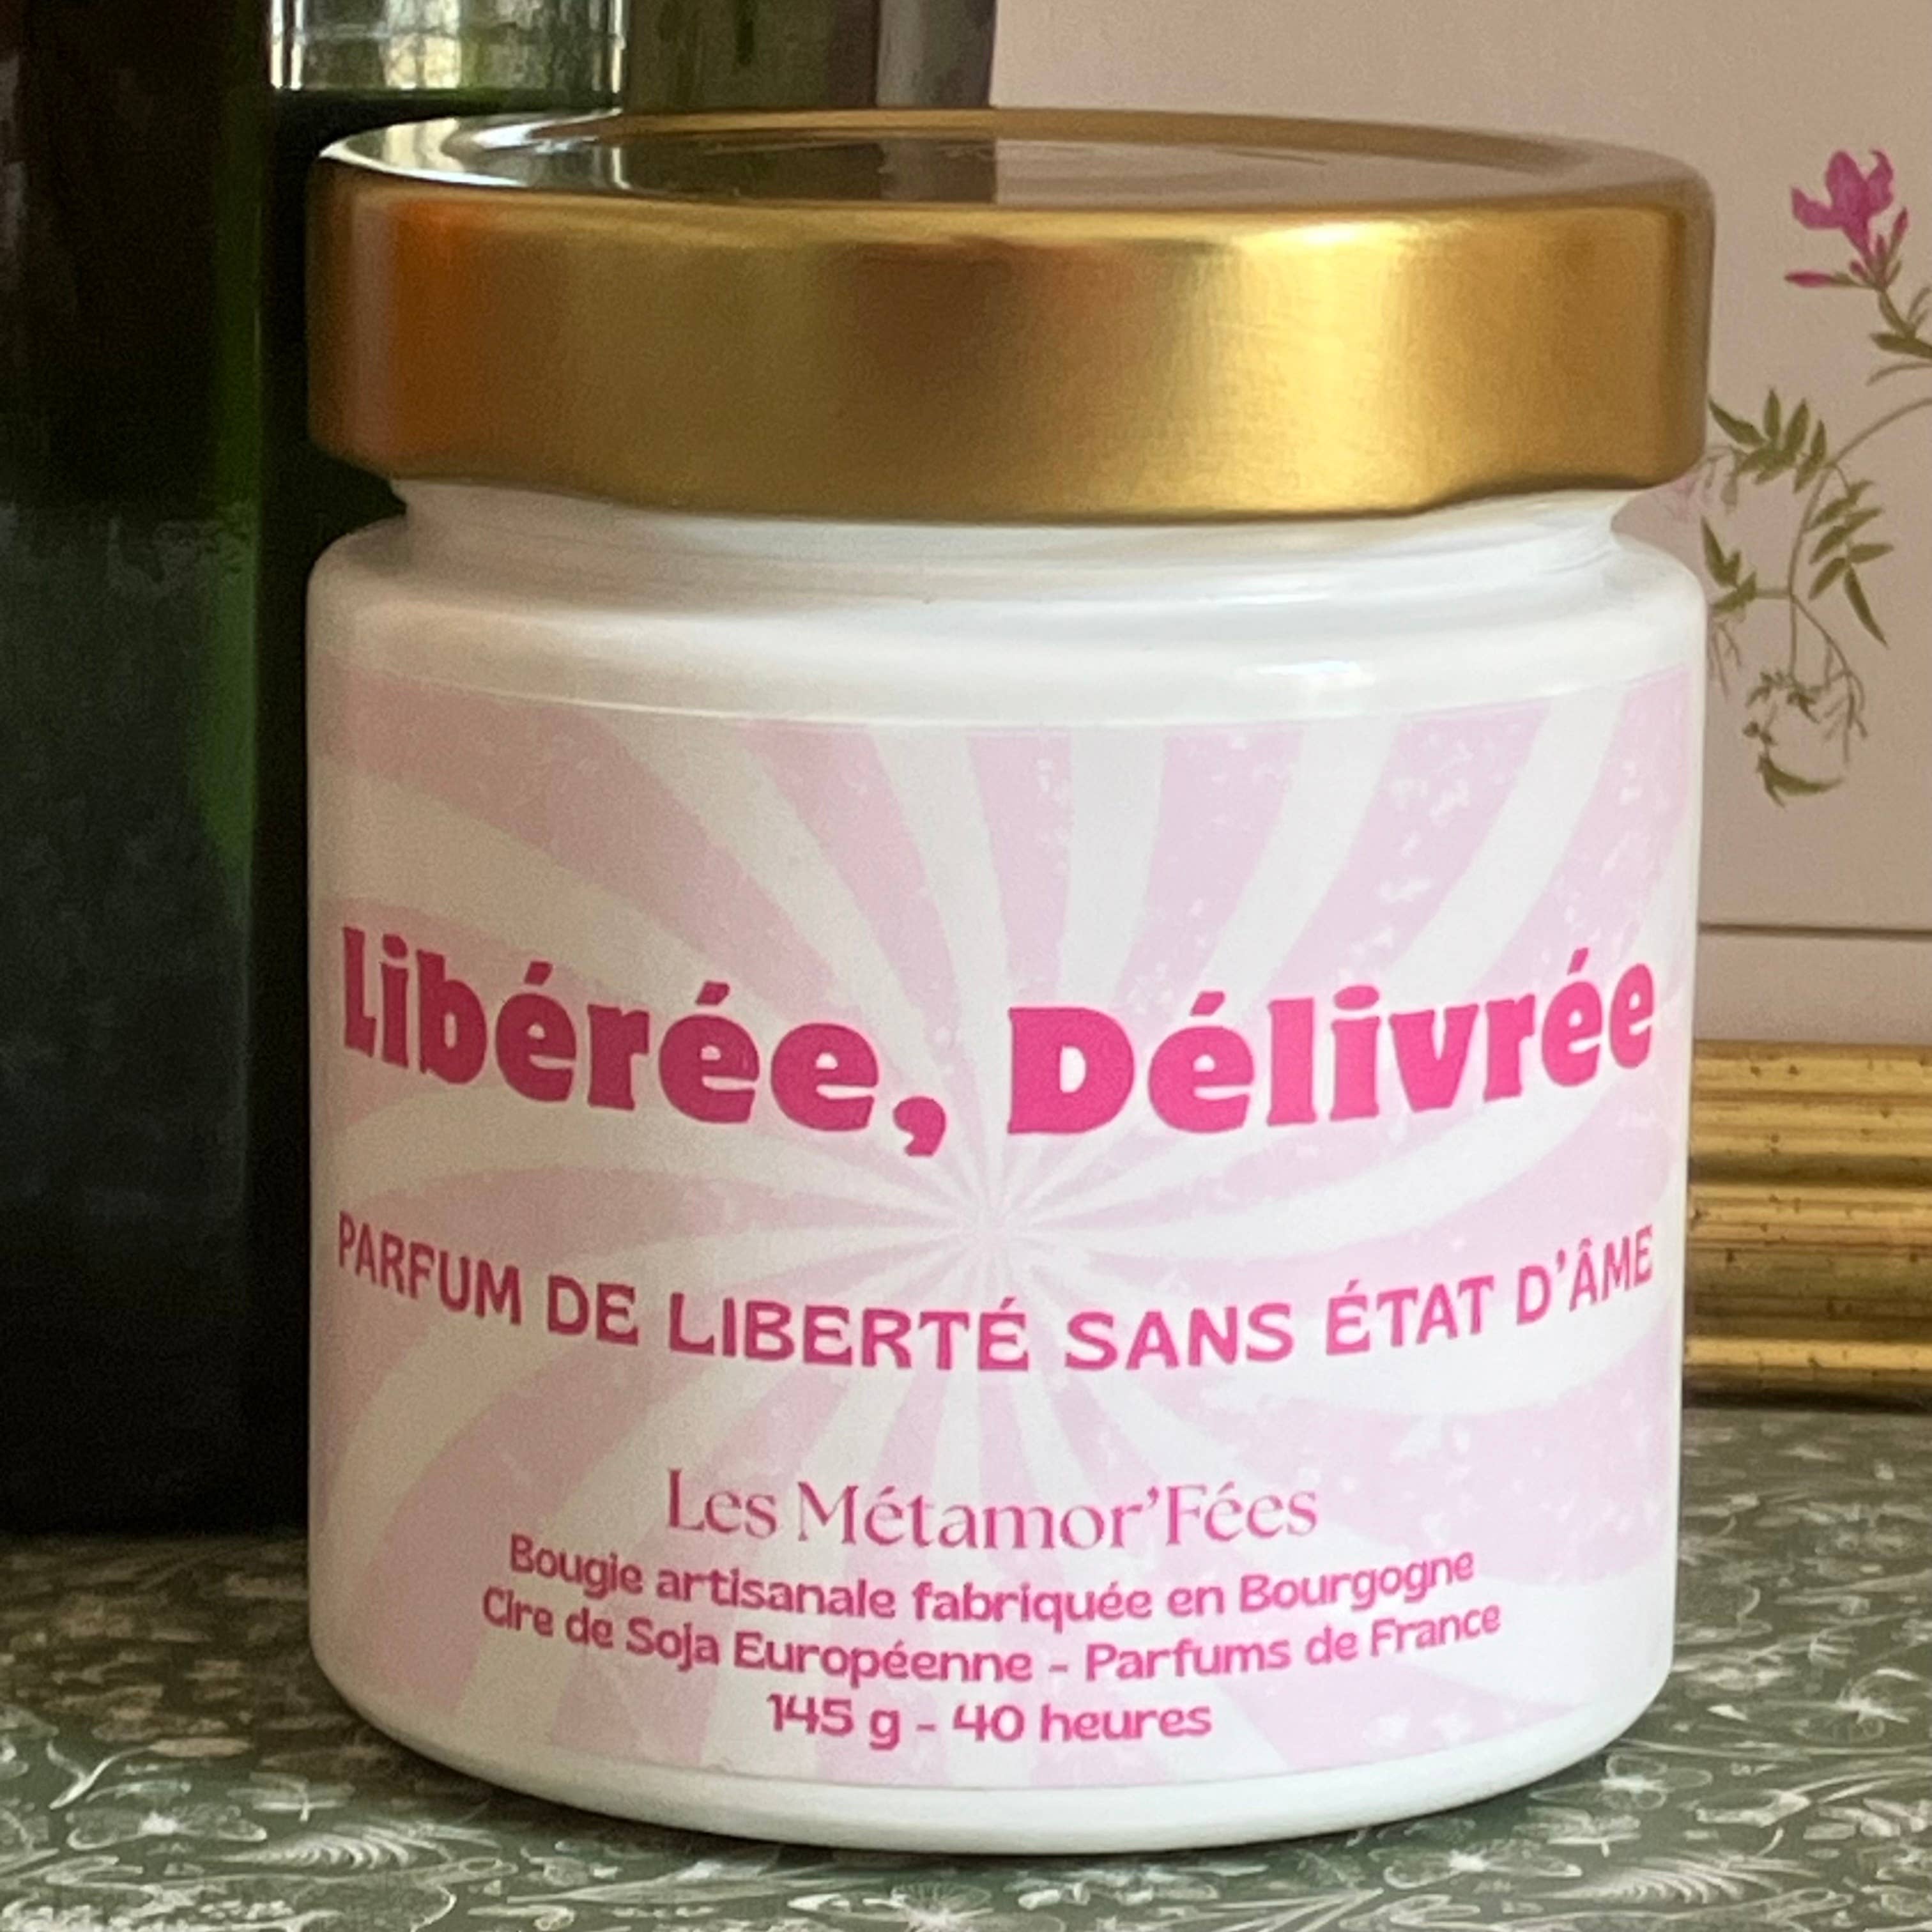 Libérée, Délivrée
PARFUM DE LIBERTÉ SANS ÉTAT D'ÂME
Les Métamor'Fées
Bougie artisanale fabriquée en Bourgogne
Cire de Soja Européenne - Parfums de France
145 g - 40 heures